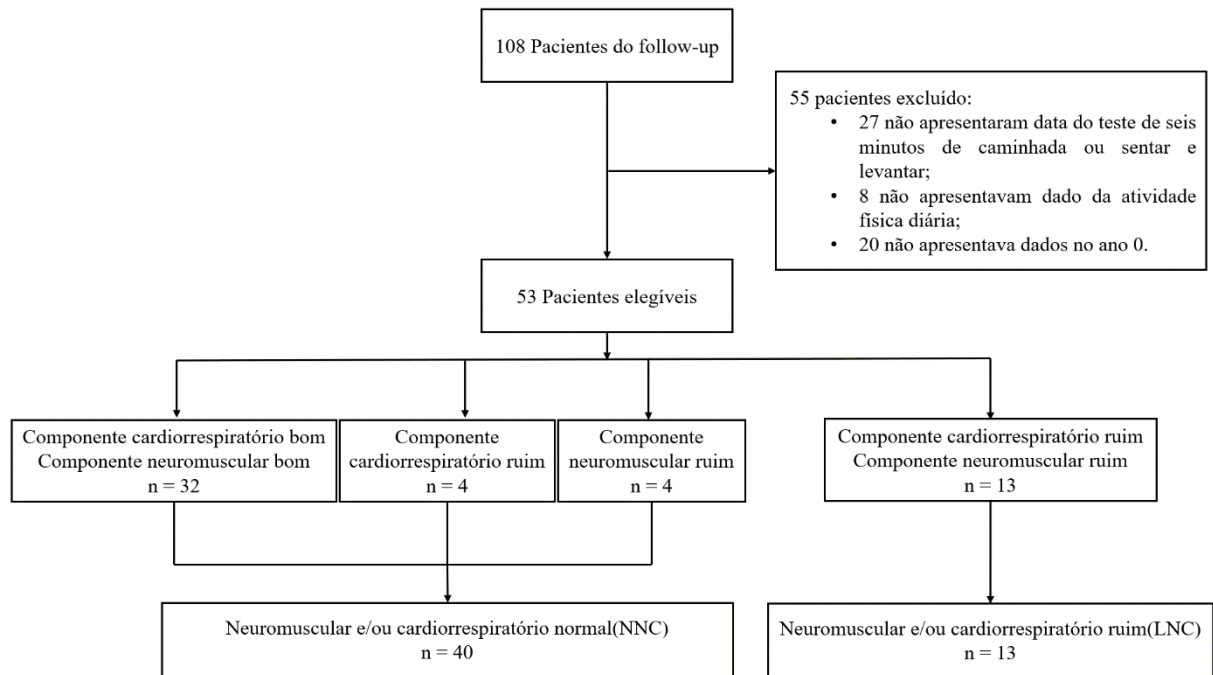 108 Pacientes do follow-up
55 pacientes excluído:
• 27 não apresentaram data do teste de seis
minutos de caminhada ou sentar e
levantar;
• 8 não apresentavam dado da atividade
física diária;
• 20 não apresentava dados no ano 0.
53 Pacientes elegíveis
Componente cardiorrespiratório bom
Componente neuromuscular bom
n = 32
Componente
cardiorrespiratório ruim
n = 4
Componente
neuromuscular ruim
n = 4
Componente cardiorrespiratório ruim
Componente neuromuscular ruim
n = 13
Neuromuscular e/ou cardiorrespiratório normal(NNC)
n = 40
Neuromuscular e/ou cardiorrespiratório ruim(LNC)
n = 13